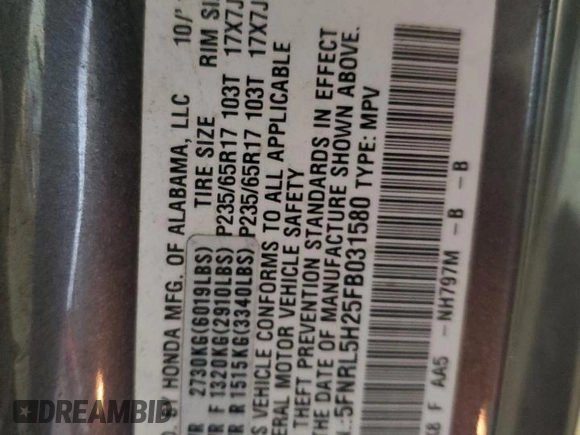 D. BY HONDA MFG. OF ALABAMA, LLC 10/
TIRE SIZE RIM SI
2730KG(6019LBS)
F 1320KG(2910LBS) P235/65R17 103T 17X7J
R 1515KG(3340LBS) P235/65R17 103T 17X7J
VEHICLE CONFORMS TO ALL APPLICABLE
MOTOR VEHICLE SAFETY
THEFT PREVENTION STANDARDS IN EFFECT
THE DATE OF MANUFACTURE SHOWN ABOVE.
5FNRL5H25FB031580 TYPE: MPV
F AA5 -NH797M -B -B
DREAMBID